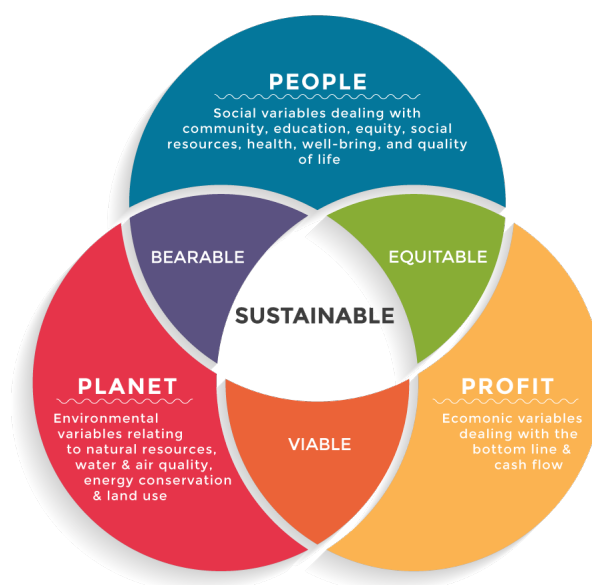 PEOPLE
Social variables dealing with
community, education, equity, social
resources, health, well-bring, and quality
of life
BEARABLE
EQUITABLE
SUSTAINABLE
PLANET
Environmental
variables relating
to natural resources,
water & air quality,
energy conservation
& land use
PROFIT
Ecomonic variables
dealing with the
bottom line &
cash flow
VIABLE